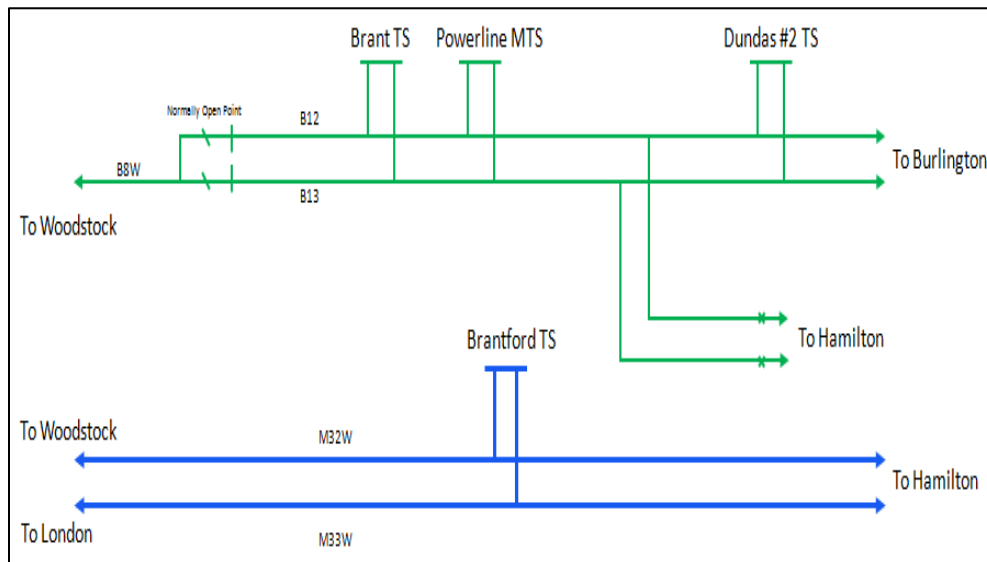 Brant TS Powerline MTS Dundas #2 TS
Normally Open Point
B12
To Burlington
B8W
B13
To Woodstock
To Hamilton
Brantford TS
To Woodstock
M32W
To Hamilton
To London
M33W